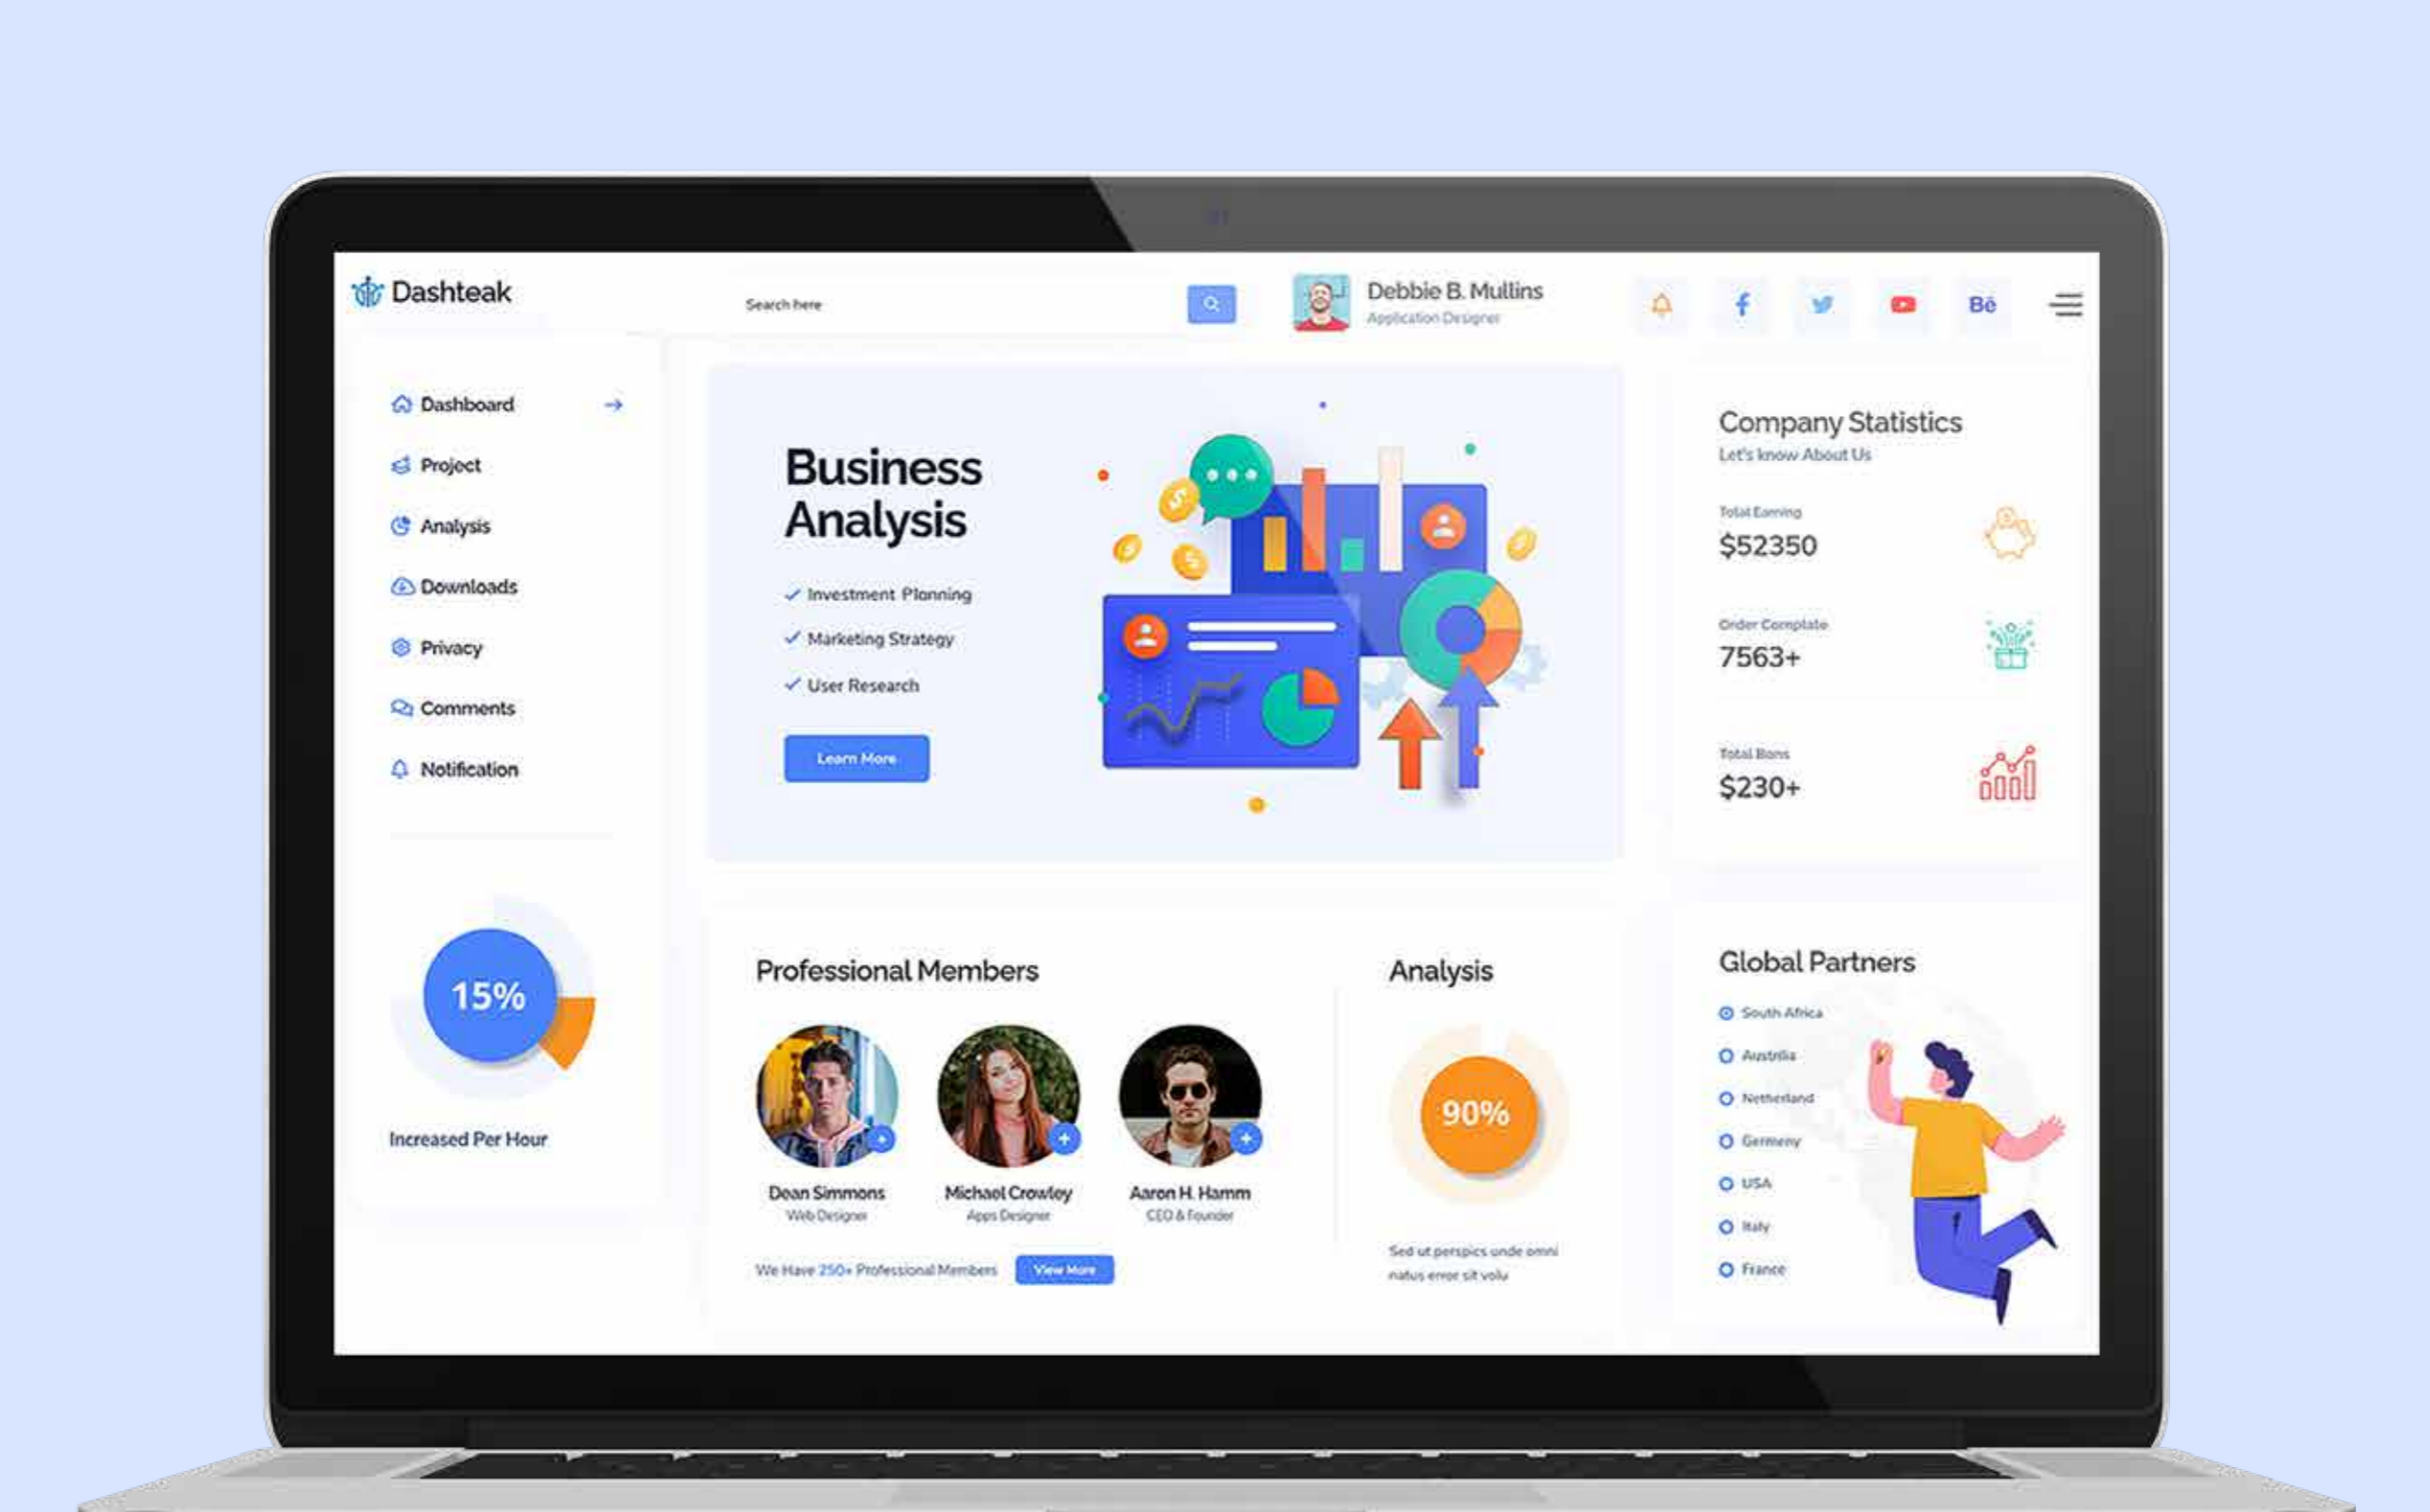 Dashteak
Search here
Debbie B. Mullins
Application Designer
Bē
Dashboard
Project
Analysis
Downloads
Privacy
Comments
Notification
15%
Increased Per Hour
Business
Analysis
Investment Planning
Marketing Strategy
User Research
Learn More
Company Statistics
Let's know About Us
Total Earning
$52350
Order Complate
7563+
Total Bans
$230+
Professional Members
Dean Simmons
Web Designer
Michael Crowley
Apps Designer
Aaron H. Hamm
CEO & Founder
We Have 250+ Professional Members
View More
Analysis
90%
Sed ut perspics unde omni
natus error sit volu
Global Partners
South Africa
Austrilia
Netherland
Germeny
USA
Italy
France